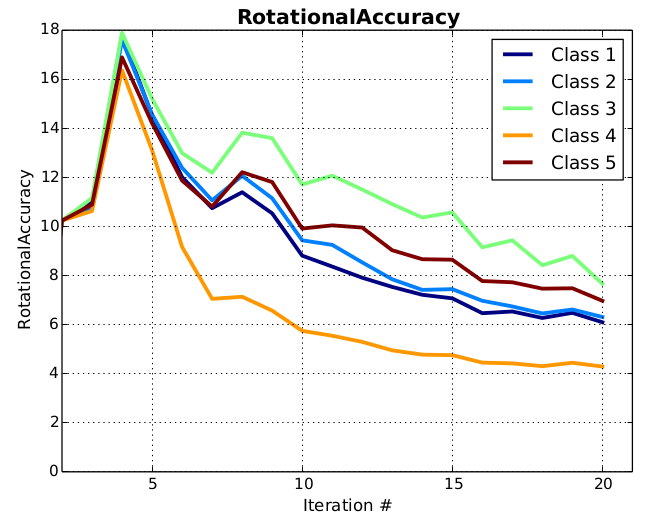 RotationalAccuracy
18
16
14
12
10
8
6
4
2
0
RotationalAccuracy
Class 1
Class 2
Class 3
Class 4
Class 5
5
10
15
20
Iteration #